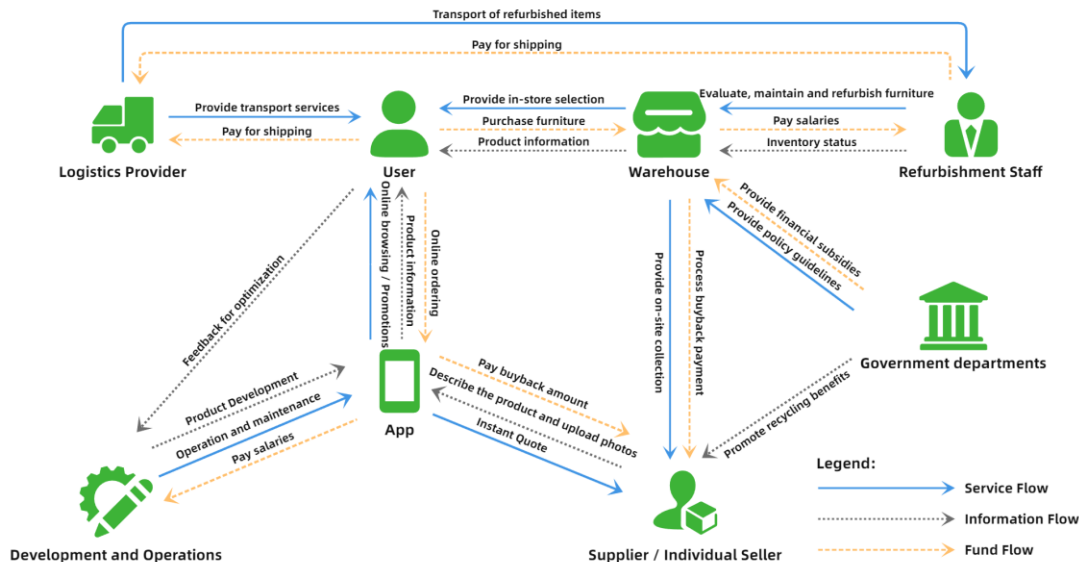 Transport of refurbished items
Pay for shipping
Provide transport services
Pay for shipping
Provide in-store selection
Purchase furniture
Product information
Evaluate, maintain and refurbish furniture
Pay salaries
Inventory status
Logistics Provider
User
Warehouse
Refurbishment Staff
Feedback for optimization
Online browsing / Promotions
Product information
Online ordering
Provide on-site collection
Process buyback payment
Provide financial subsidies
Provide policy guidelines
Government departments
Promote recycling benefits
App
Product Development
Operation and maintenance
Pay salaries
Pay buyback amount
Describe the product and upload photos
Instant Quote
Development and Operations
Supplier / Individual Seller
Legend:
Service Flow
Information Flow
Fund Flow